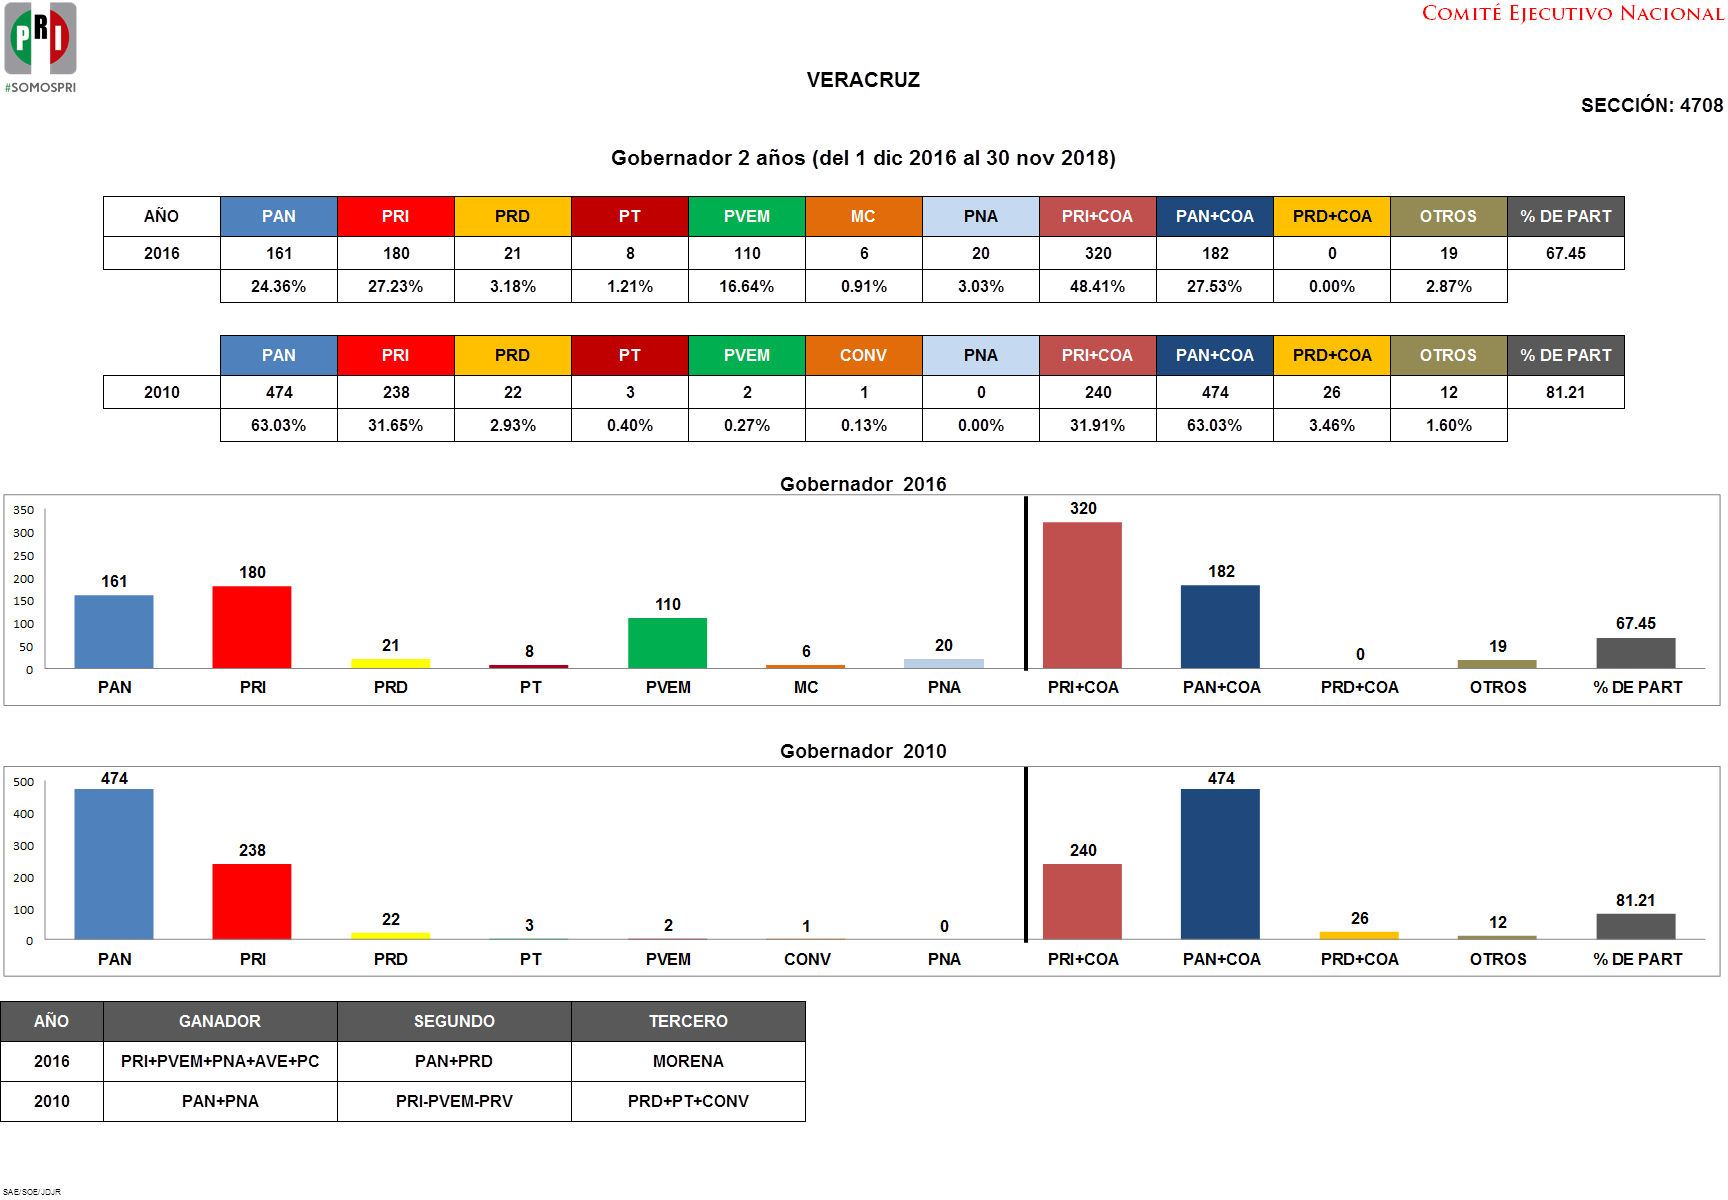 COMITÉ EJECUTIVO NACIONAL
PRI
#SOMOSPRI
VERACRUZ
SECCIÓN: 4708
Gobernador 2 años (del 1 dic 2016 al 30 nov 2018)
AÑO PAN PRI PRD PT PVEM MC PNA PRI+COA PAN+COA PRD+COA OTROS % DE PART
2016 161 180 21 8 110 6 20 320 182 0 19 67.45
24.36% 27.23% 3.18% 1.21% 16.64% 0.91% 3.03% 48.41% 27.53% 0.00% 2.87%
PAN PRI PRD PT PVEM CONV PNA PRI+COA PAN+COA PRD+COA OTROS % DE PART
2010 474 238 22 3 2 1 0 240 474 26 12 81.21
63.03% 31.65% 2.93% 0.40% 0.27% 0.13% 0.00% 31.91% 63.03% 3.46% 1.60%
Gobernador 2016
350
300
250
200
150
100
50
0
161 180 21 8 110 6 20 320 182 0 19 67.45
PAN PRI PRD PT PVEM MC PNA PRI+COA PAN+COA PRD+COA OTROS % DE PART
Gobernador 2010
500
400
300
200
100
0
474 238 22 3 2 1 0 240 474 26 12 81.21
PAN PRI PRD PT PVEM CONV PNA PRI+COA PAN+COA PRD+COA OTROS % DE PART
AÑO GANADOR SEGUNDO TERCERO
2016 PRI+PVEM+PNA+AVE+PC PAN+PRD MORENA
2010 PAN+PNA PRI-PVEM-PRV PRD+PT+CONV
SAE/SOE/JDJR